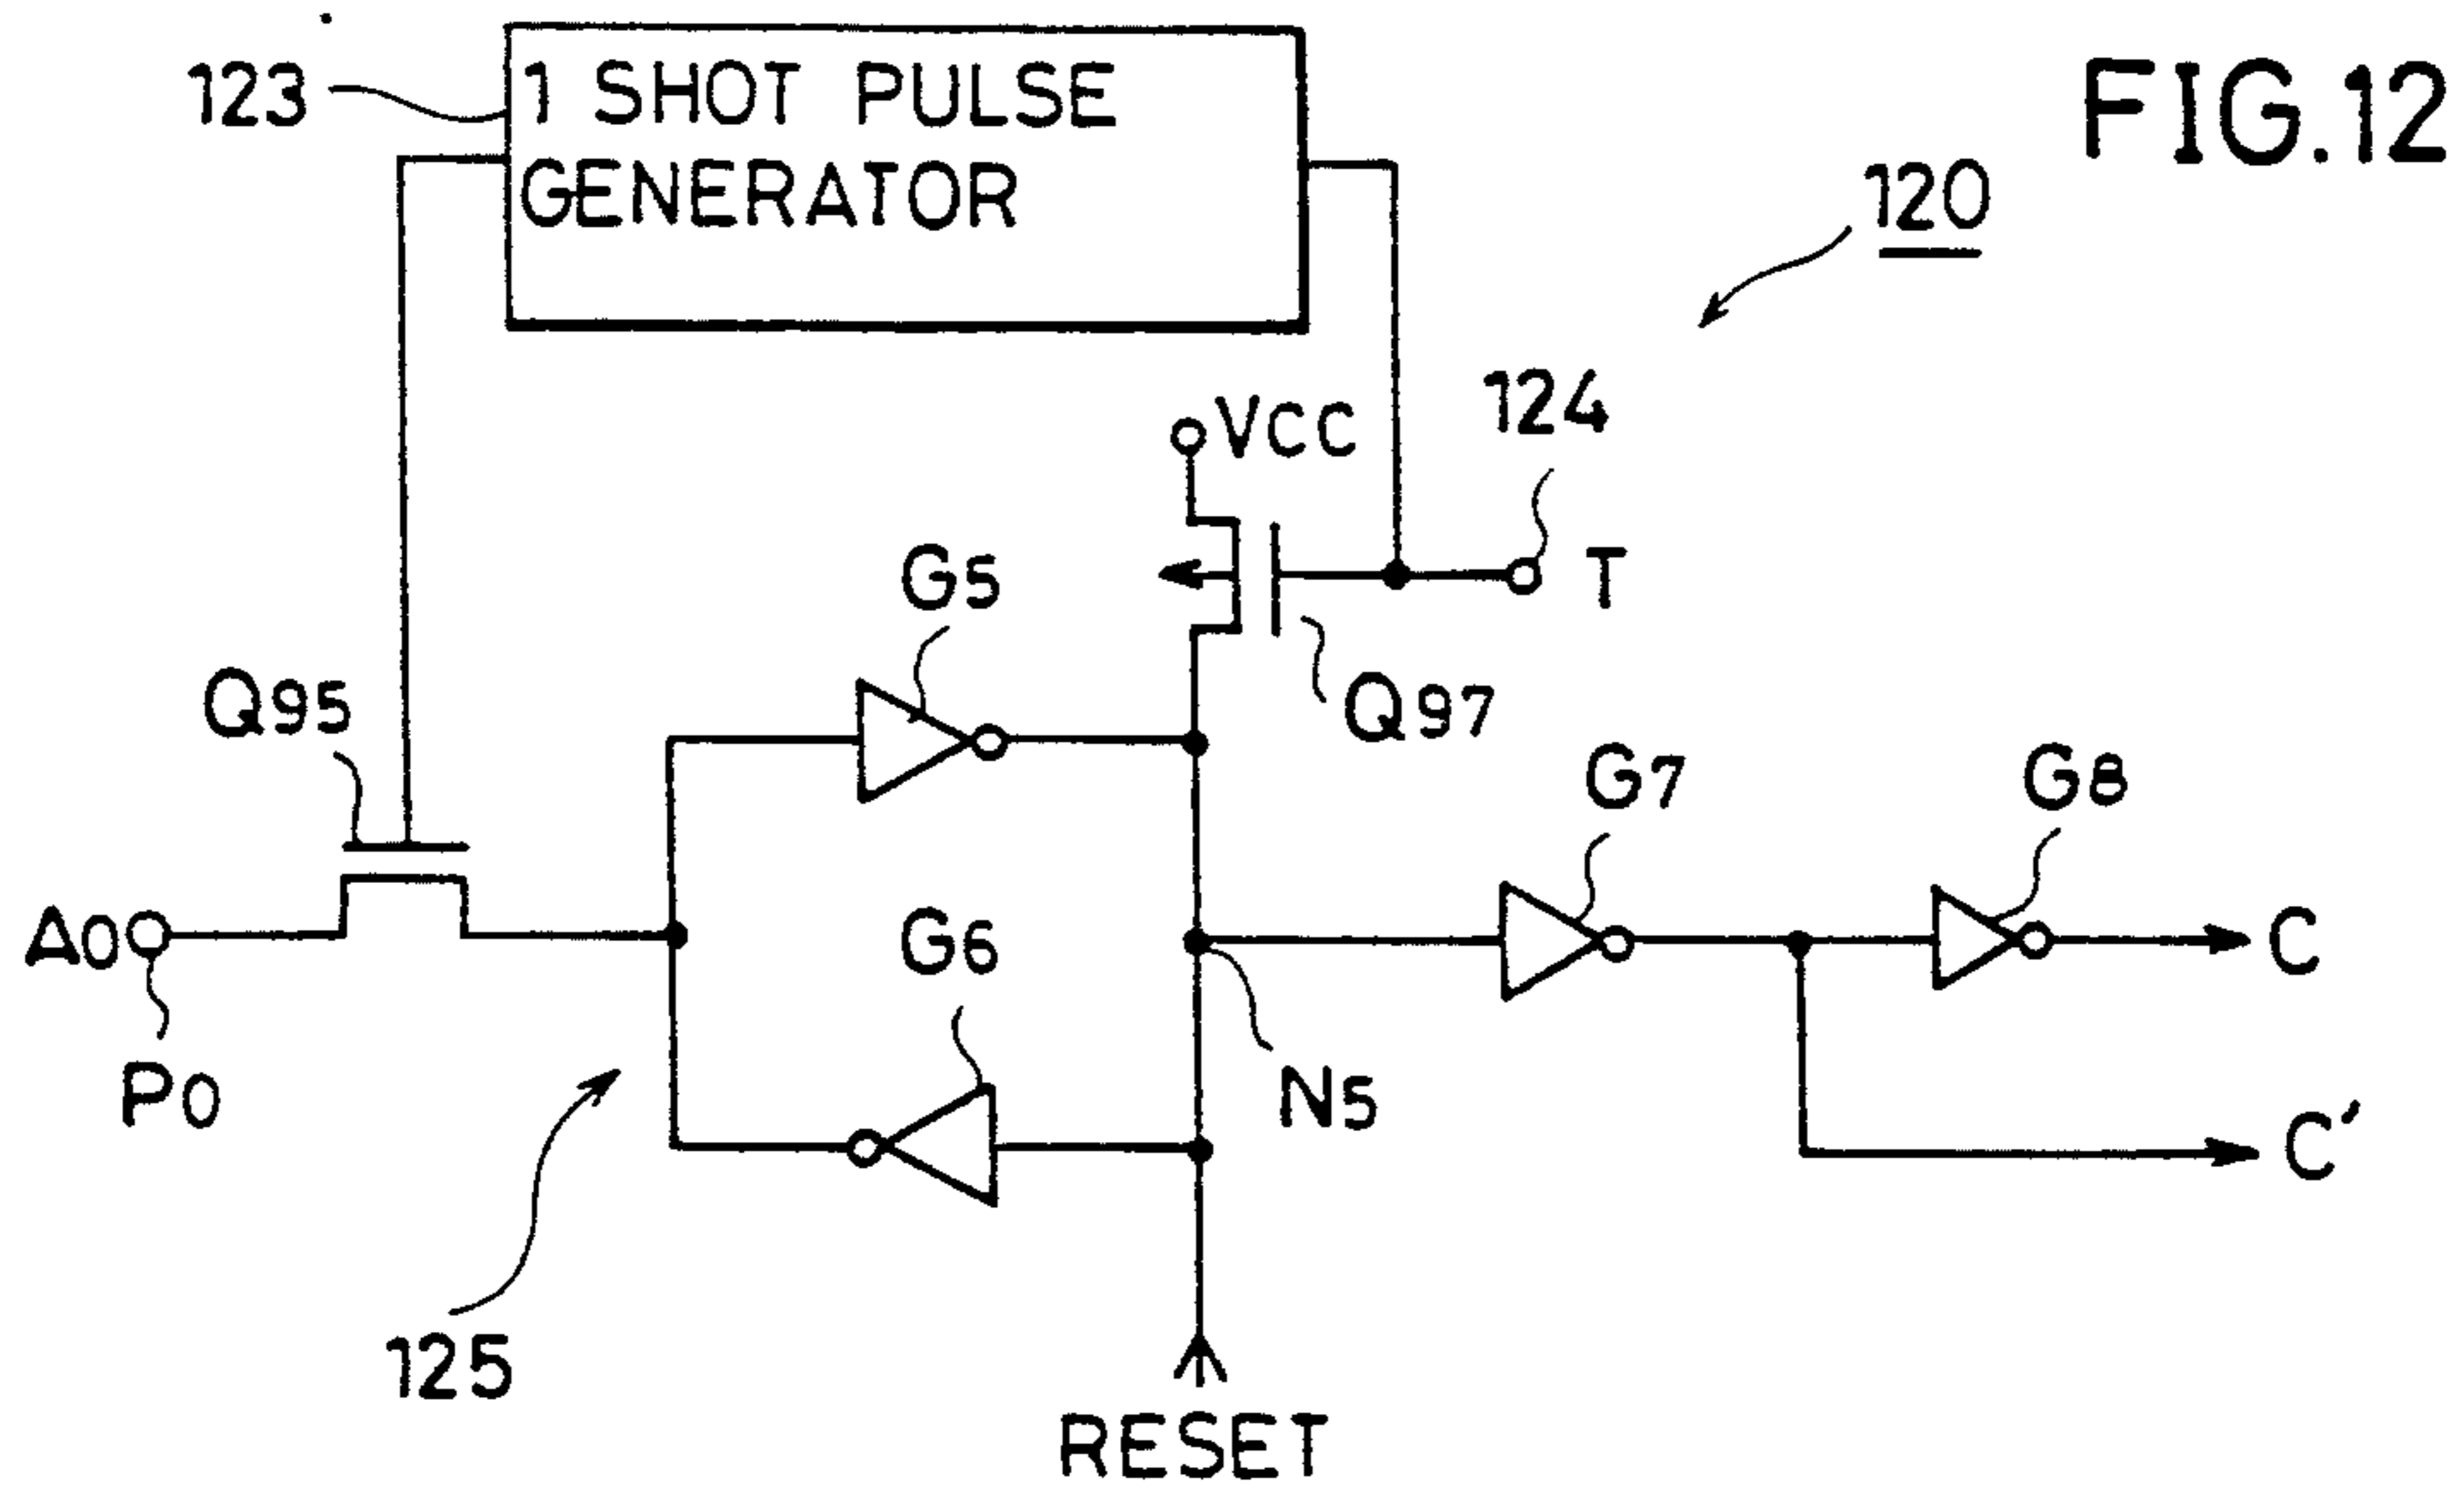 FIG.12
123
1 SHOT PULSE
GENERATOR
120
VCC
124
T
G5
Q95
Q97
G7
G8
A0
G6
C
P0
N5
C′
125
RESET